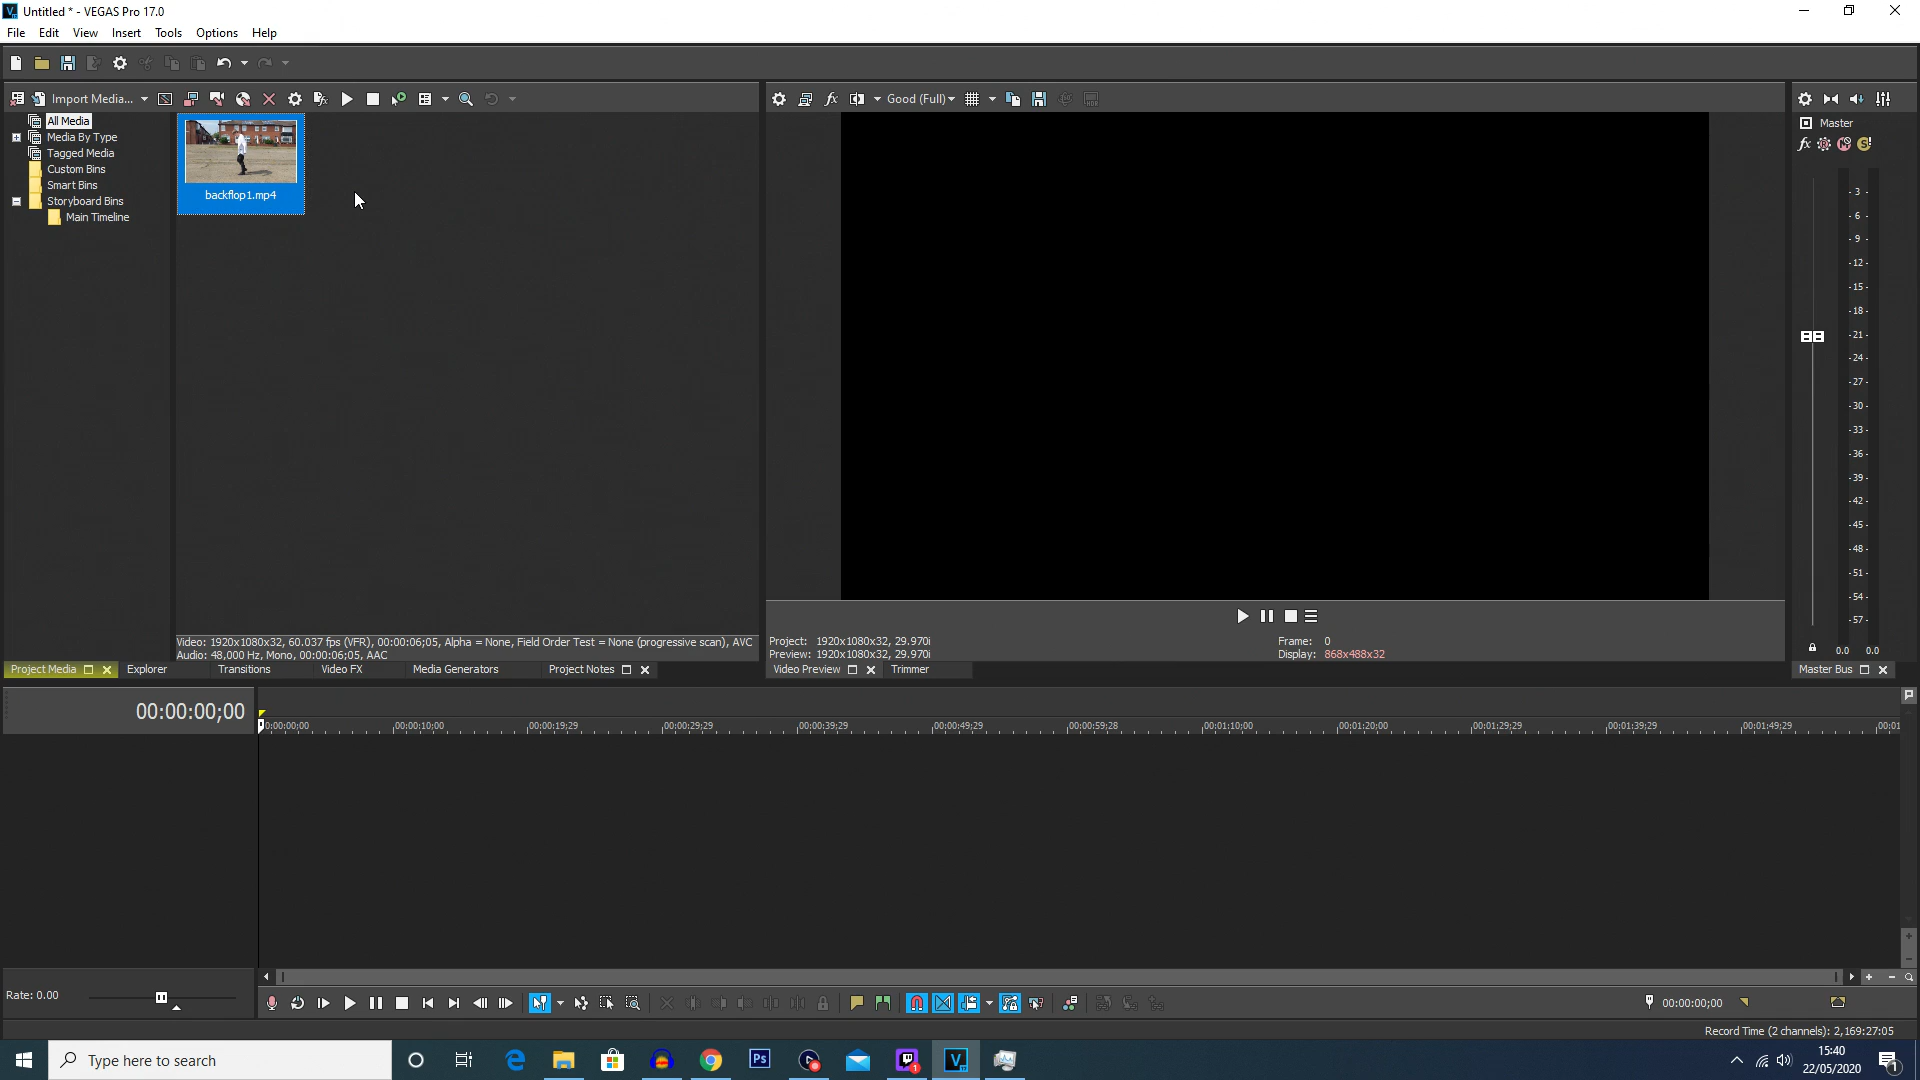 Untitled * - VEGAS Pro 17.0
File Edit View Insert Tools Options Help
Import Media...
Good (Full)
All Media
Media By Type
Tagged Media
Custom Bins
Smart Bins
Storyboard Bins
Main Timeline
backflop1.mp4
Master
fx
- 3 -
- 6 -
- 9 -
- 12 -
- 15 -
- 18 -
- 21 -
- 24 -
- 27 -
- 30 -
- 33 -
- 36 -
- 39 -
- 42 -
- 45 -
- 48 -
- 51 -
- 54 -
- 57 -
0.0 0.0
Video: 1920x1080x32, 60.037 fps (VFR), 00:00:06;05, Alpha = None, Field Order Test = None (progressive scan), AVC
Audio: 48,000 Hz, Mono, 00:00:06;05, AAC
Project: 1920x1080x32, 29.970i
Preview: 1920x1080x32, 29.970i
Frame: 0
Display: 868x488x32
Project Media Explorer Transitions Video FX Media Generators Project Notes Video Preview Trimmer Master Bus
00:00:00;00
0:00:00;00 00:00:10;00 00:00:19;29 00:00:29;29 00:00:39;29 00:00:49;29 00:00:59;28 00:01:10;00 00:01:20;00 00:01:29;29 00:01:39;29 00:01:49;29 00:01
Rate: 0.00
00:00:00;00
Record Time (2 channels): 2,169:27:05
Type here to search
Ps
15:40
22/05/2020